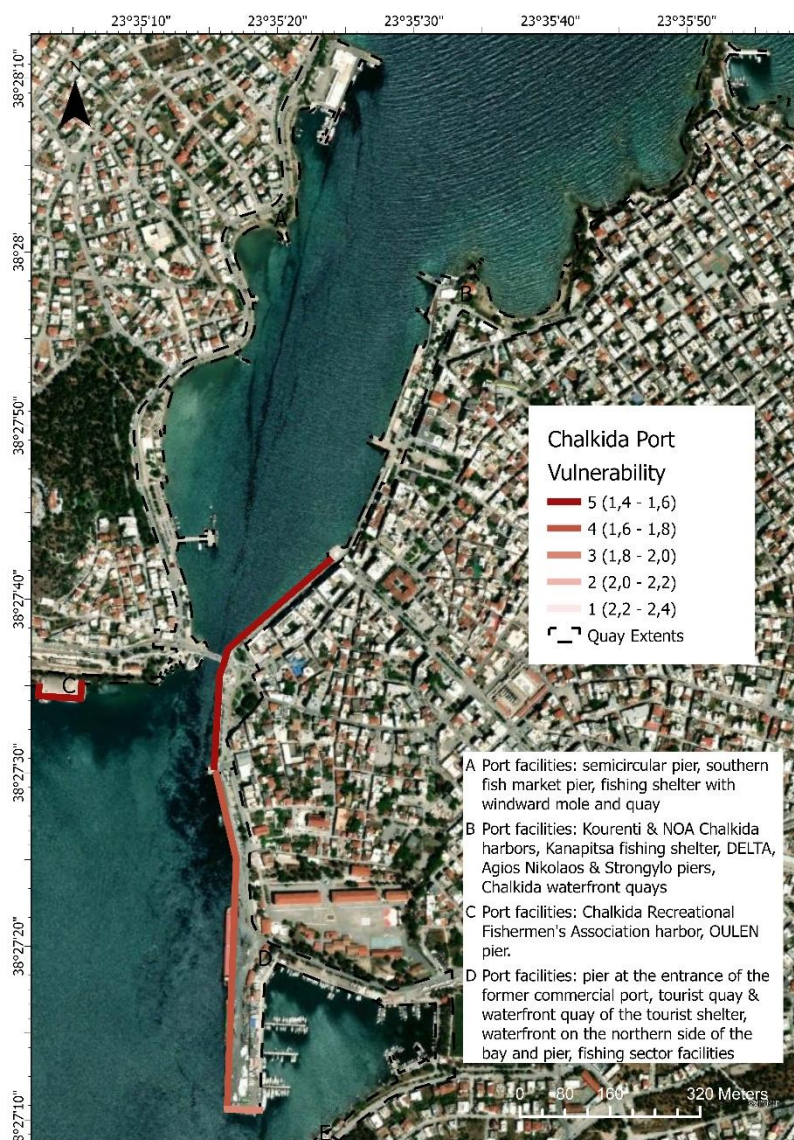 23°35'10" 23°35'20" 23°35'30" 23°35'40" 23°35'50"
38°28'10"
N
A
38°28'
B
38°27'50"
Chalkida Port
Vulnerability
5 (1,4 - 1,6)
4 (1,6 - 1,8)
3 (1,8 - 2,0)
2 (2,0 - 2,2)
1 (2,2 - 2,4)
Quay Extents
38°27'40"
C
38°27'30"
A Port facilities: semicircular pier, southern
fish market pier, fishing shelter with
windward mole and quay
B Port facilities: Kourenti & NOA Chalkida
harbors, Kanapitsa fishing shelter, DELTA,
Agios Nikolaos & Strongylo piers,
Chalkida waterfront quays
C Port facilities: Chalkida Recreational
Fishermen's Association harbor, OULEN
pier.
D Port facilities: pier at the entrance of the
former commercial port, tourist quay &
waterfront quay of the tourist shelter,
waterfront on the northern side of the
bay and pier, fishing sector facilities
38°27'20"
D
0 80 160 320 Meters
38°27'10"
E